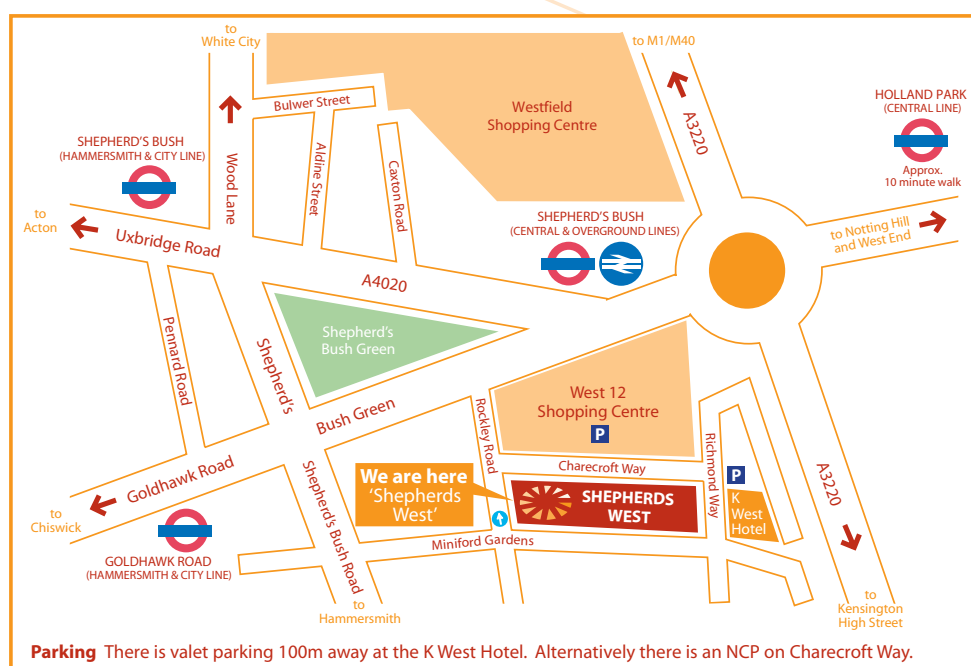 to
White City
to M1/M40
HOLLAND PARK
(CENTRAL LINE)
Approx.
10 minute walk
Bulwer Street
Westfield
Shopping Centre
A3220
SHEPHERD'S BUSH
(HAMMERSMITH & CITY LINE)
Wood Lane
Aldine Street
Caxton Road
to
Acton
Uxbridge Road
SHEPHERD'S BUSH
(CENTRAL & OVERGROUND LINES)
to Notting Hill
and West End
A4020
Pennard Road
Shepherd's
Bush Green
Shepherd's
Bush Green
West 12
Shopping Centre
P
Rockley Road
Richmond Way
Charecroft Way
Goldhawk Road
to
Chiswick
Shepherd's Bush Road
We are here
'Shepherds
West'
SHEPHERDS
WEST
P
K
West
Hotel
A3220
GOLDHAWK ROAD
(HAMMERSMITH & CITY LINE)
Miniford Gardens
to
Hammersmith
to
Kensington
High Street
Parking There is valet parking 100m away at the K West Hotel. Alternatively there is an NCP on Charecroft Way.